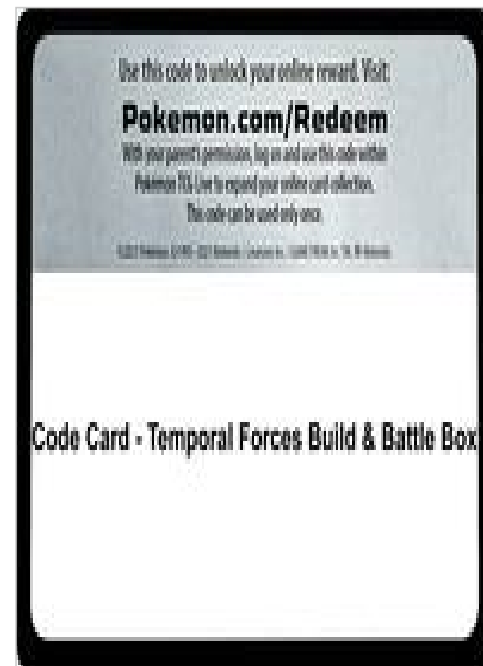 Use this code to unlock your online reward. Visit:
Pokemon.com/Redeem
With your parent's permission, log on and use this code within
Pokémon TCG Live to expand your online card collection.
This code can be used only once.
Code Card - Temporal Forces Build & Battle Box